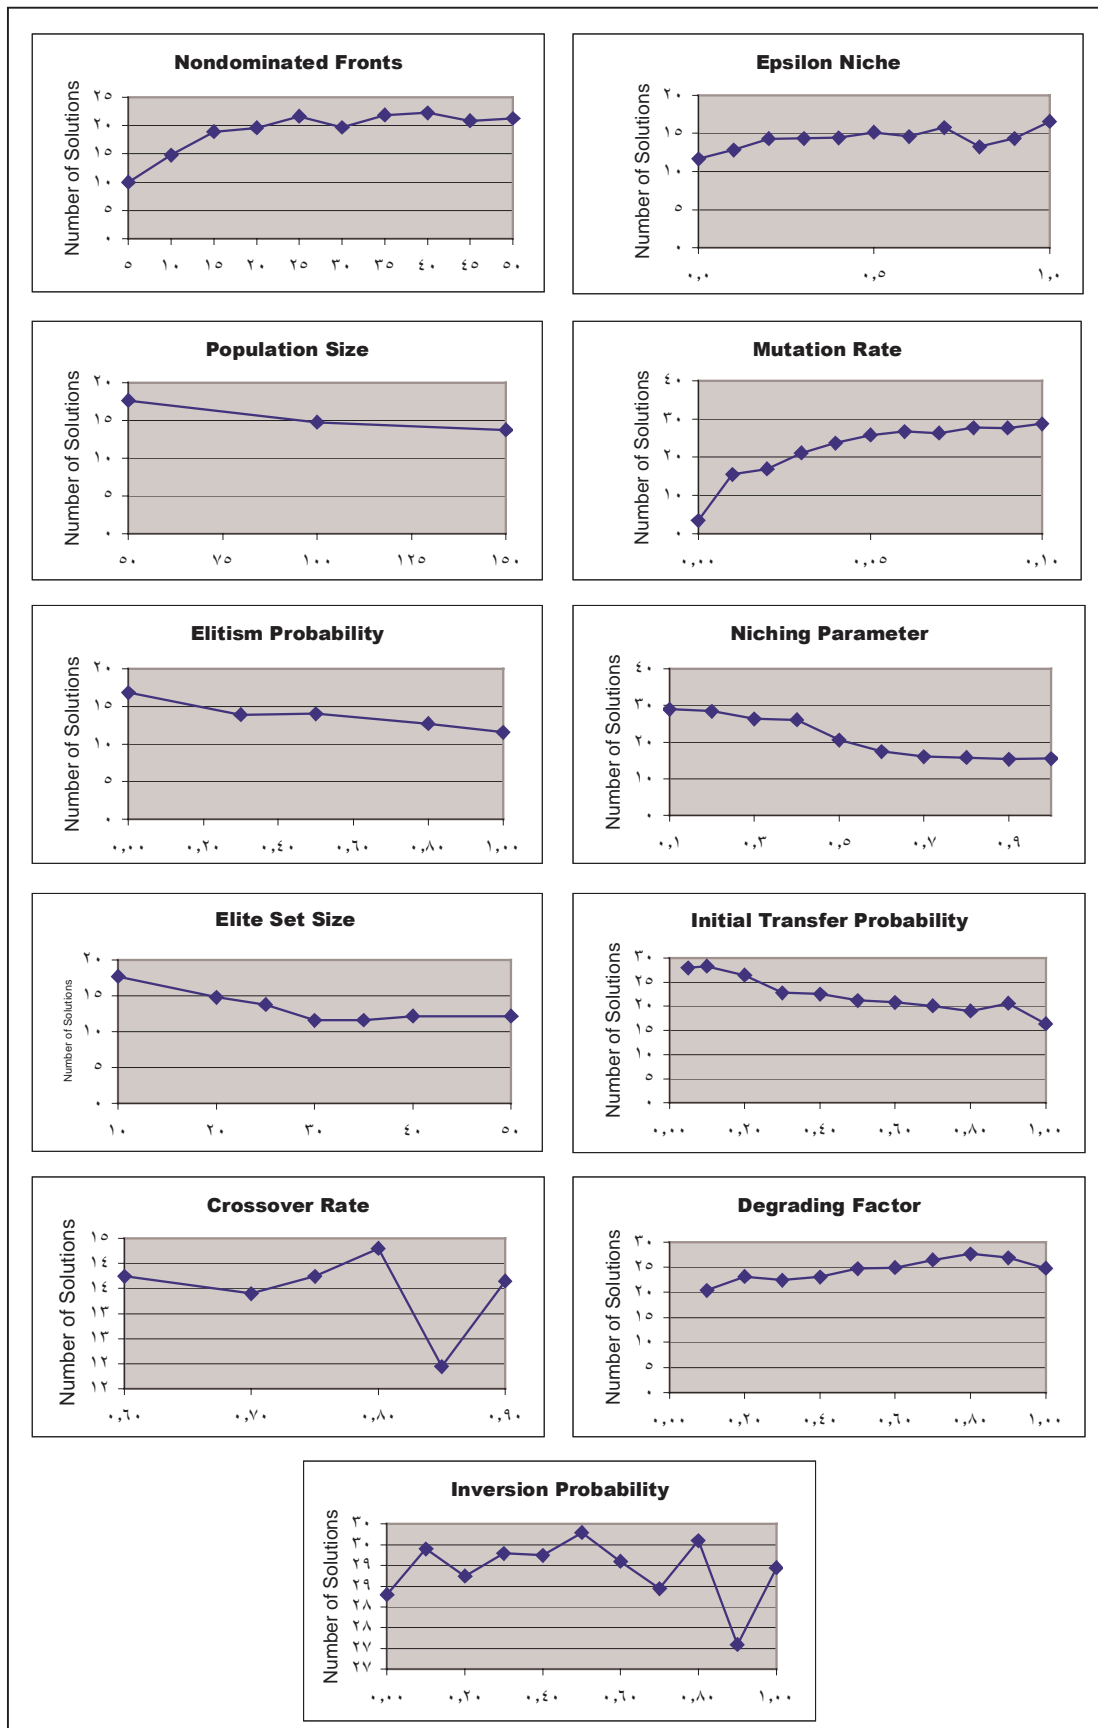 Nondominated Fronts
Number of Solutions
٢٥
٢٠
١٥
١٠
٥
٠
٥ ١٠ ١٥ ٢٠ ٢٥ ٣٠ ٣٥ ٤٠ ٤٥ ٥٠
Epsilon Niche
Number of Solutions
٢٠
١٥
١٠
٥
٠
٠,٠ ٠,٥ ١,٠
Population Size
Number of Solutions
٢٠
١٥
١٠
٥
٠
٥٠ ٧٥ ١٠٠ ١٢٥ ١٥٠
Mutation Rate
Number of Solutions
٤٠
٣٠
٢٠
١٠
٠
٠,٠٠ ٠,٠٥ ٠,١٠
Elitism Probability
Number of Solutions
٢٠
١٥
١٠
٥
٠
٠,٠٠ ٠,٢٠ ٠,٤٠ ٠,٦٠ ٠,٨٠ ١,٠٠
Niching Parameter
Number of Solutions
٤٠
٣٠
٢٠
١٠
٠
٠,١ ٠,٣ ٠,٥ ٠,٧ ٠,٩
Elite Set Size
Number of Solutions
٢٠
١٥
١٠
٥
٠
١٠ ٢٠ ٣٠ ٤٠ ٥٠
Initial Transfer Probability
Number of Solutions
٣٠
٢٥
٢٠
١٥
١٠
٥
٠
٠,٠٠ ٠,٢٠ ٠,٤٠ ٠,٦٠ ٠,٨٠ ١,٠٠
Crossover Rate
Number of Solutions
١٥
١٤
١٤
١٣
١٣
١٢
١٢
٠,٦٠ ٠,٧٠ ٠,٨٠ ٠,٩٠
Degrading Factor
Number of Solutions
٣٠
٢٥
٢٠
١٥
١٠
٥
٠
٠,٠٠ ٠,٢٠ ٠,٤٠ ٠,٦٠ ٠,٨٠ ١,٠٠
Inversion Probability
Number of Solutions
٣٠
٣٠
٢٩
٢٩
٢٨
٢٨
٢٧
٢٧
٠,٠٠ ٠,٢٠ ٠,٤٠ ٠,٦٠ ٠,٨٠ ١,٠٠